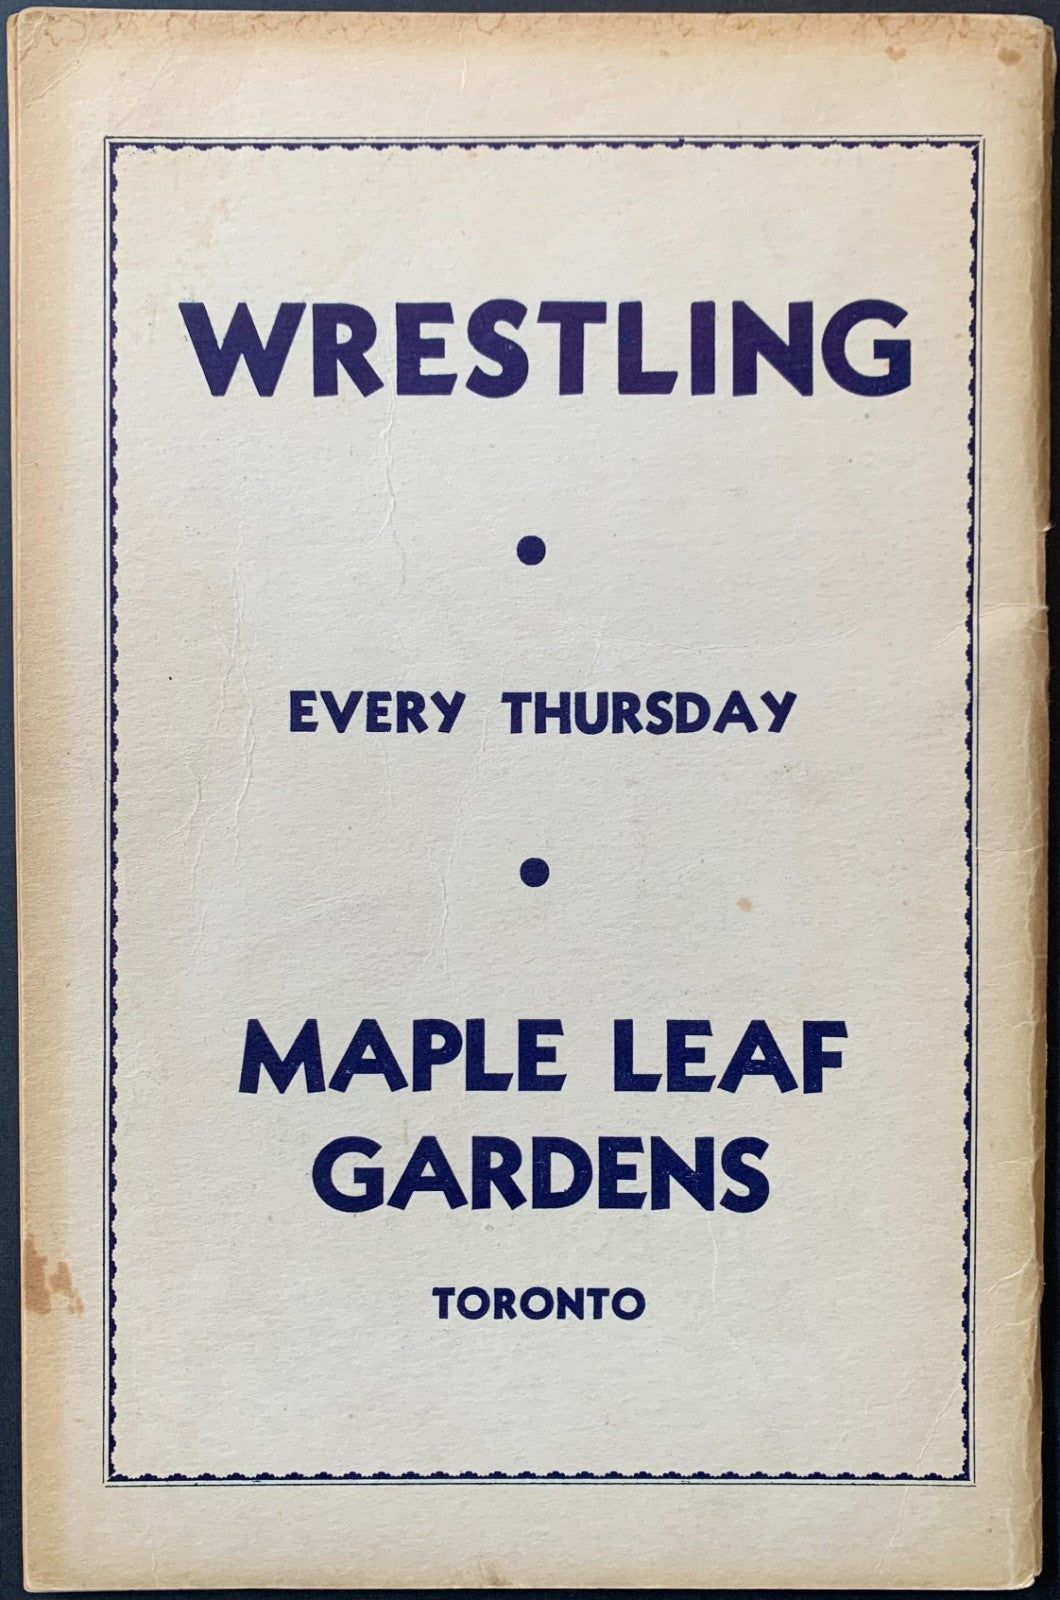 WRESTLING
•
EVERY THURSDAY
•
MAPLE LEAF
GARDENS
TORONTO